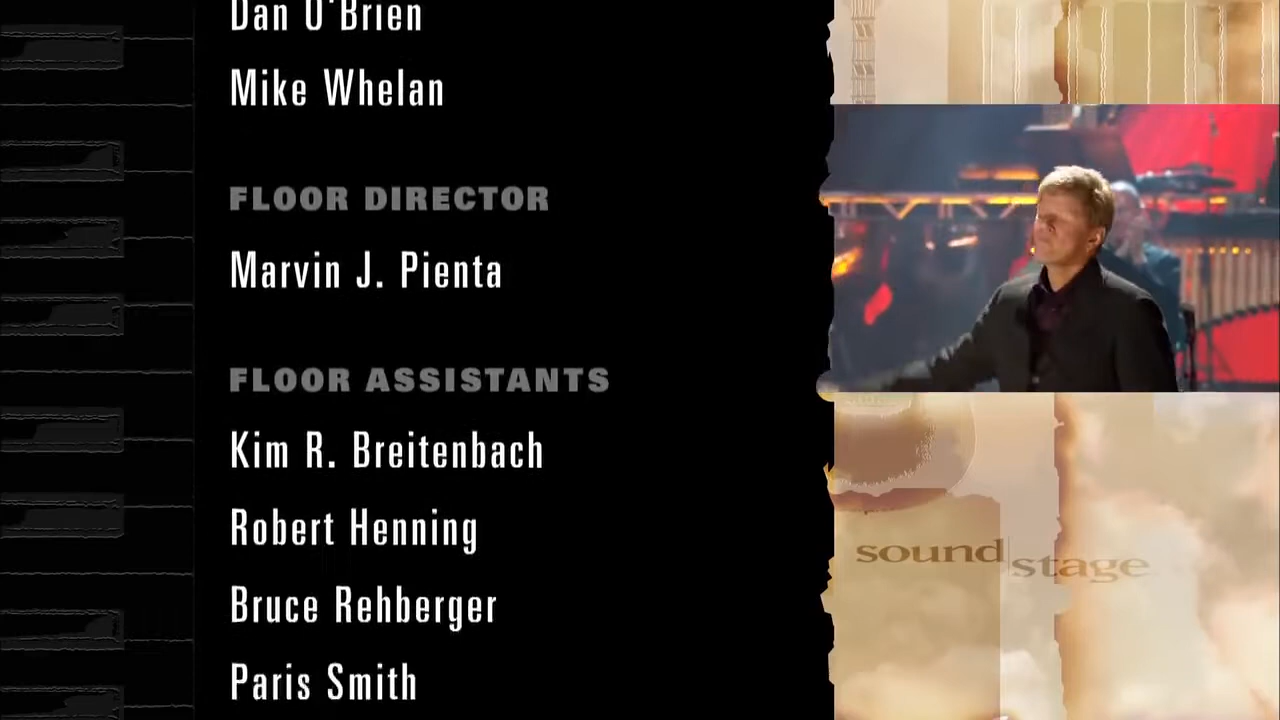 Dan O'Brien
Mike Whelan
FLOOR DIRECTOR
Marvin J. Pienta
FLOOR ASSISTANTS
Kim R. Breitenbach
Robert Henning
Bruce Rehberger
Paris Smith
sound stage